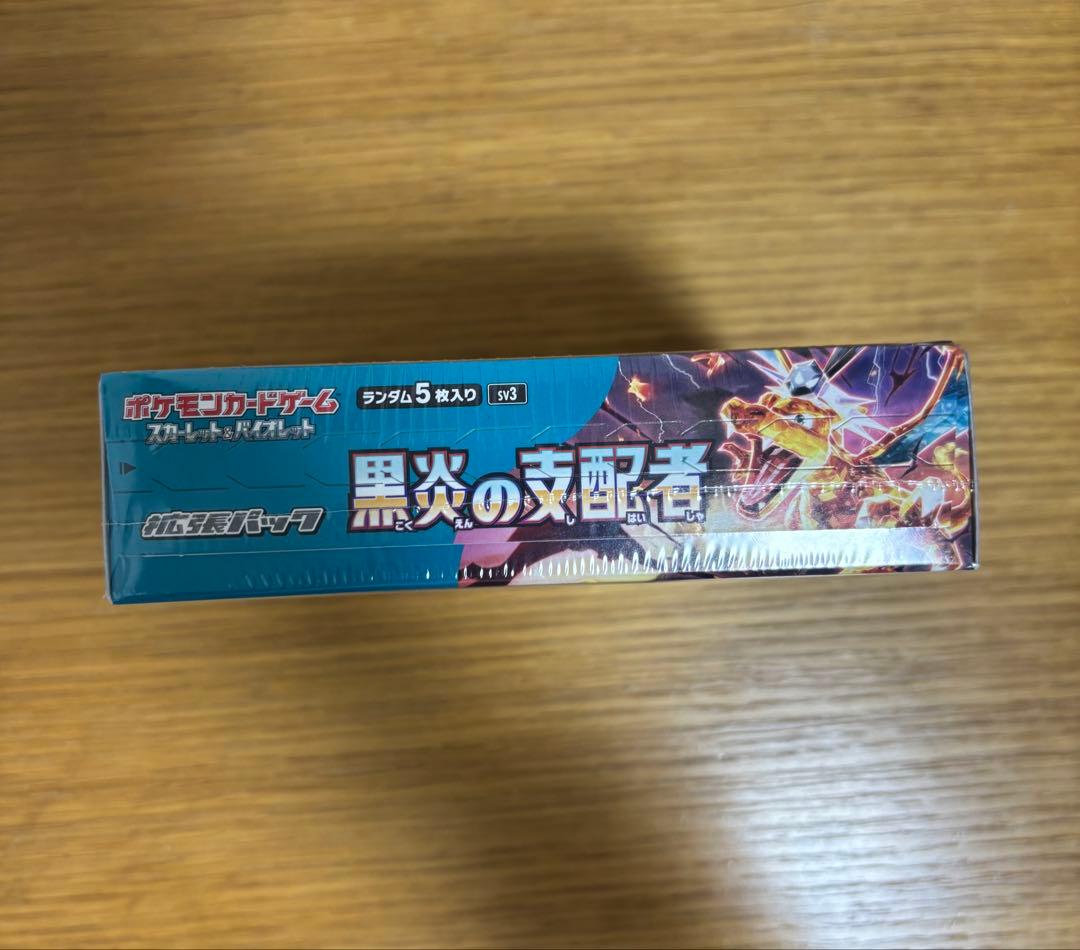 ポケモンカードゲーム
スカーレット&バイオレット
ランダム5枚入り sv3
拡張パック
黒炎の支配者
こくえん しはいしゃ